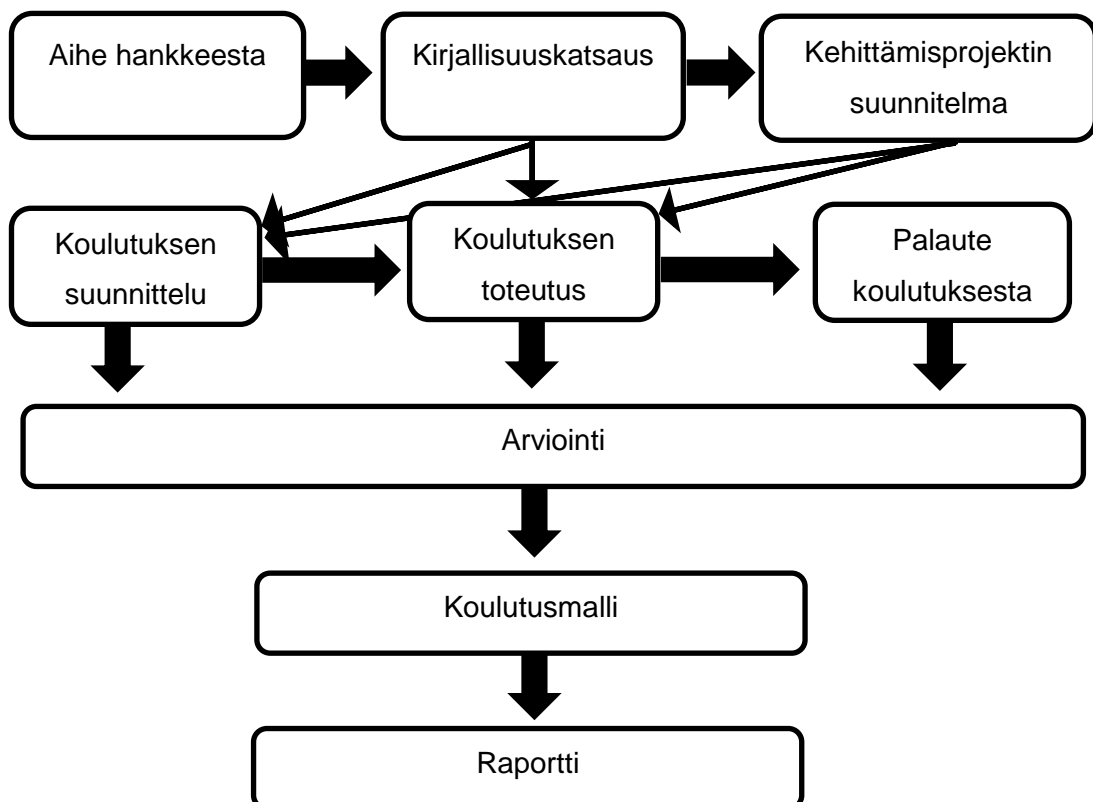 Aihe hankkeesta
Kirjallisuuskatsaus
Kehittämisprojektin
suunnitelma
Koulutuksen
suunnittelu
Koulutuksen
toteutus
Palaute
koulutuksesta
Arviointi
Koulutusmalli
Raportti